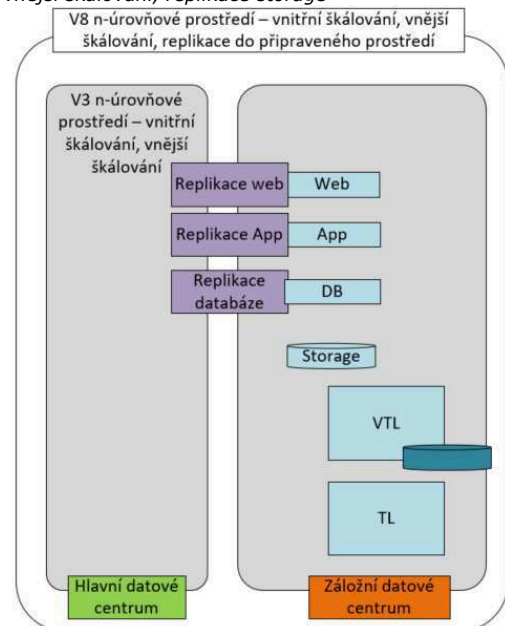 vnější škálování, replikace storage
V8 n-úrovňové prostředí – vnitřní škálování, vnější
škálování, replikace do připraveného prostředí
V3 n-úrovňové
prostředí – vnitřní
škálování, vnější
škálování
Replikace web
Web
Replikace App
App
Replikace
databáze
DB
Storage
VTL
TL
Hlavní datové
centrum
Záložní datové
centrum